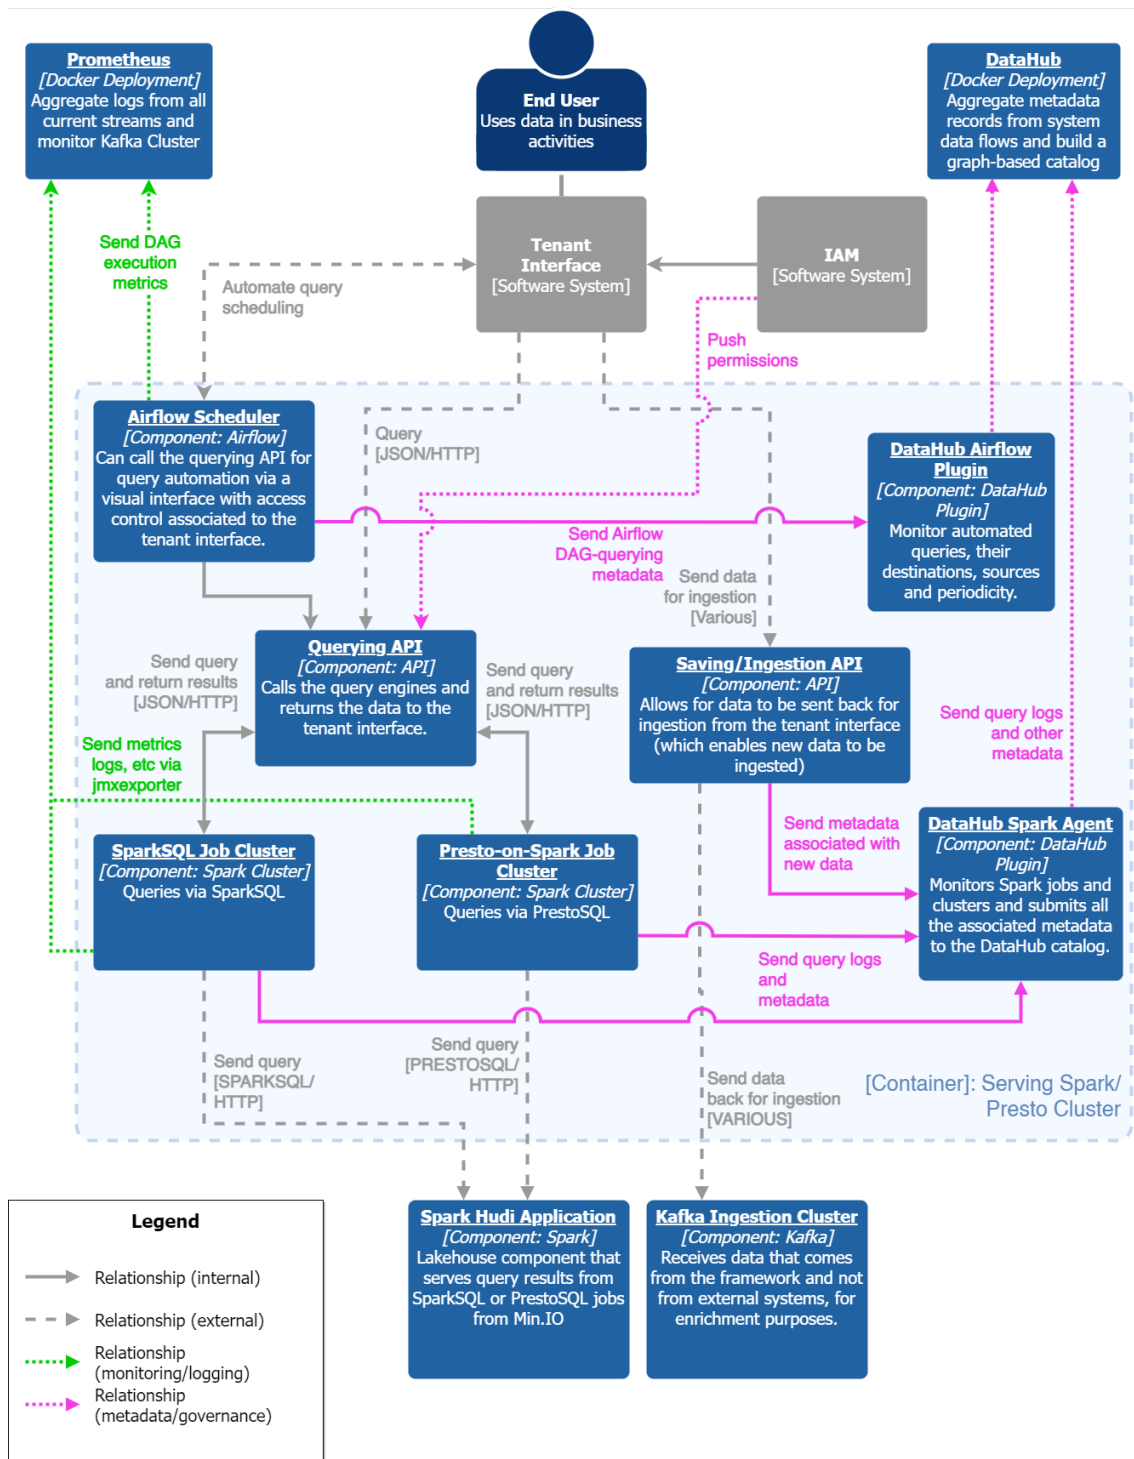 Prometheus
[Docker Deployment]
Aggregate logs from all
current streams and
monitor Kafka Cluster
End User
Uses data in business
activities
DataHub
[Docker Deployment]
Aggregate metadata
records from system
data flows and build a
graph-based catalog
Tenant
Interface
[Software System]
IAM
[Software System]
Send DAG
execution
metrics
Automate query
scheduling
Push
permissions
Airflow Scheduler
[Component: Airflow]
Can call the querying API for
query automation via a
visual interface with access
control associated to the
tenant interface.
Query
[JSON/HTTP]
DataHub Airflow
Plugin
[Component: DataHub
Plugin]
Monitor automated
queries, their
destinations, sources
and periodicity.
Send Airflow
DAG-querying
metadata
Send data
for ingestion
[Various]
Querying API
[Component: API]
Calls the query engines and
returns the data to the
tenant interface.
Send query
and return results
[JSON/HTTP]
Send query
and return results
[JSON/HTTP]
Saving/Ingestion API
[Component: API]
Allows for data to be sent back for
ingestion from the tenant interface
(which enables new data to be
ingested)
Send query logs
and other
metadata
Send metrics
logs, etc via
jmxexporter
SparkSQL Job Cluster
[Component: Spark Cluster]
Queries via SparkSQL
Presto-on-Spark Job
Cluster
[Component: Spark Cluster]
Queries via PrestoSQL
Send metadata
associated with
new data
DataHub Spark Agent
[Component: DataHub
Plugin]
Monitors Spark jobs and
clusters and submits all
the associated metadata
to the DataHub catalog.
Send query logs
and
metadata
Send query
[SPARKSQL/
HTTP]
Send query
[PRESTOSQL/
HTTP]
Send data
back for ingestion
[VARIOUS]
[Container]: Serving Spark/
Presto Cluster
Spark Hudi Application
[Component: Spark]
Lakehouse component that
serves query results from
SparkSQL or PrestoSQL jobs
from Min.IO
Kafka Ingestion Cluster
[Component: Kafka]
Receives data that comes
from the framework and not
from external systems, for
enrichment purposes.
Legend
Relationship (internal)
Relationship (external)
Relationship
(monitoring/logging)
Relationship
(metadata/governance)